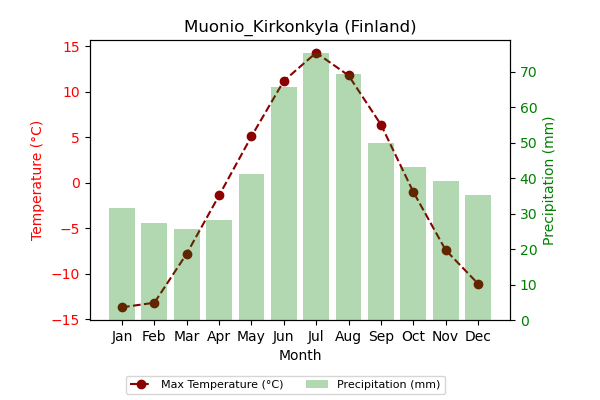 Muonio_Kirkonkyla (Finland)
Temperature (°C)
15
10
5
0
−5
−10
−15
70
60
50
40
30
20
10
0
Precipitation (mm)
Jan Feb Mar Apr May Jun Jul Aug Sep Oct Nov Dec
Month
Max Temperature (°C) Precipitation (mm)